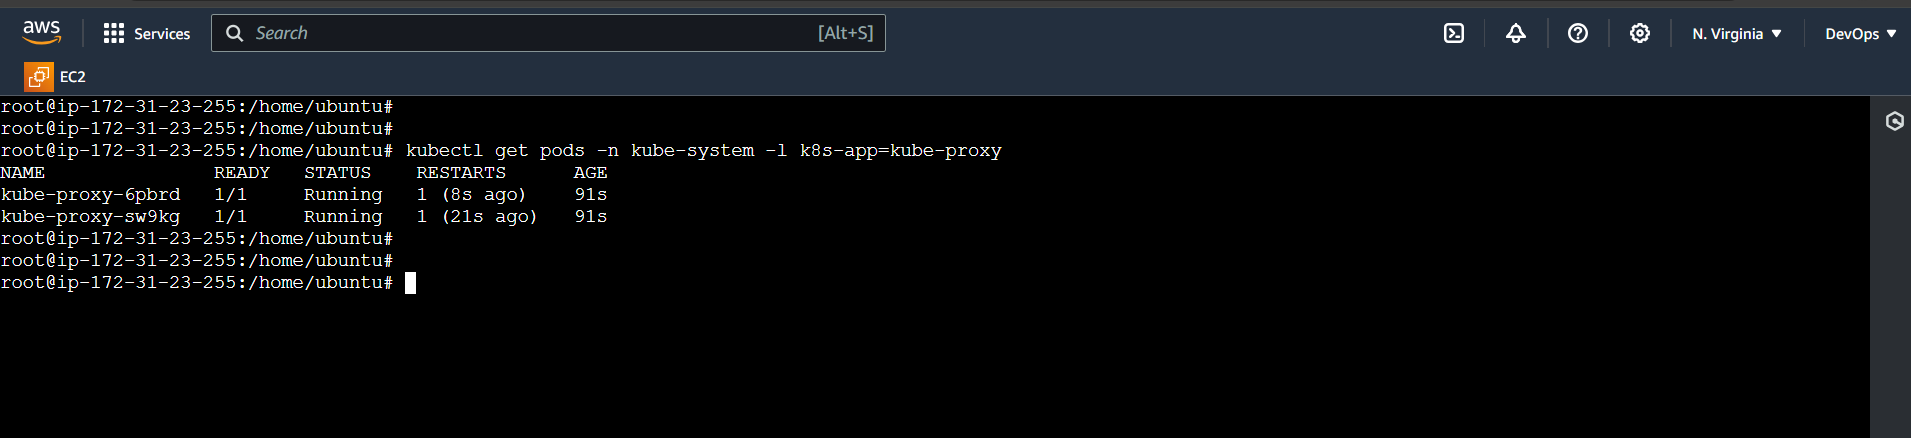 aws Services Search [Alt+S] N. Virginia ▼ DevOps ▼
EC2
root@ip-172-31-23-255:/home/ubuntu#
root@ip-172-31-23-255:/home/ubuntu#
root@ip-172-31-23-255:/home/ubuntu# kubectl get pods -n kube-system -l k8s-app=kube-proxy
NAME READY STATUS RESTARTS AGE
kube-proxy-6pbrd 1/1 Running 1 (8s ago) 91s
kube-proxy-sw9kg 1/1 Running 1 (21s ago) 91s
root@ip-172-31-23-255:/home/ubuntu#
root@ip-172-31-23-255:/home/ubuntu#
root@ip-172-31-23-255:/home/ubuntu#